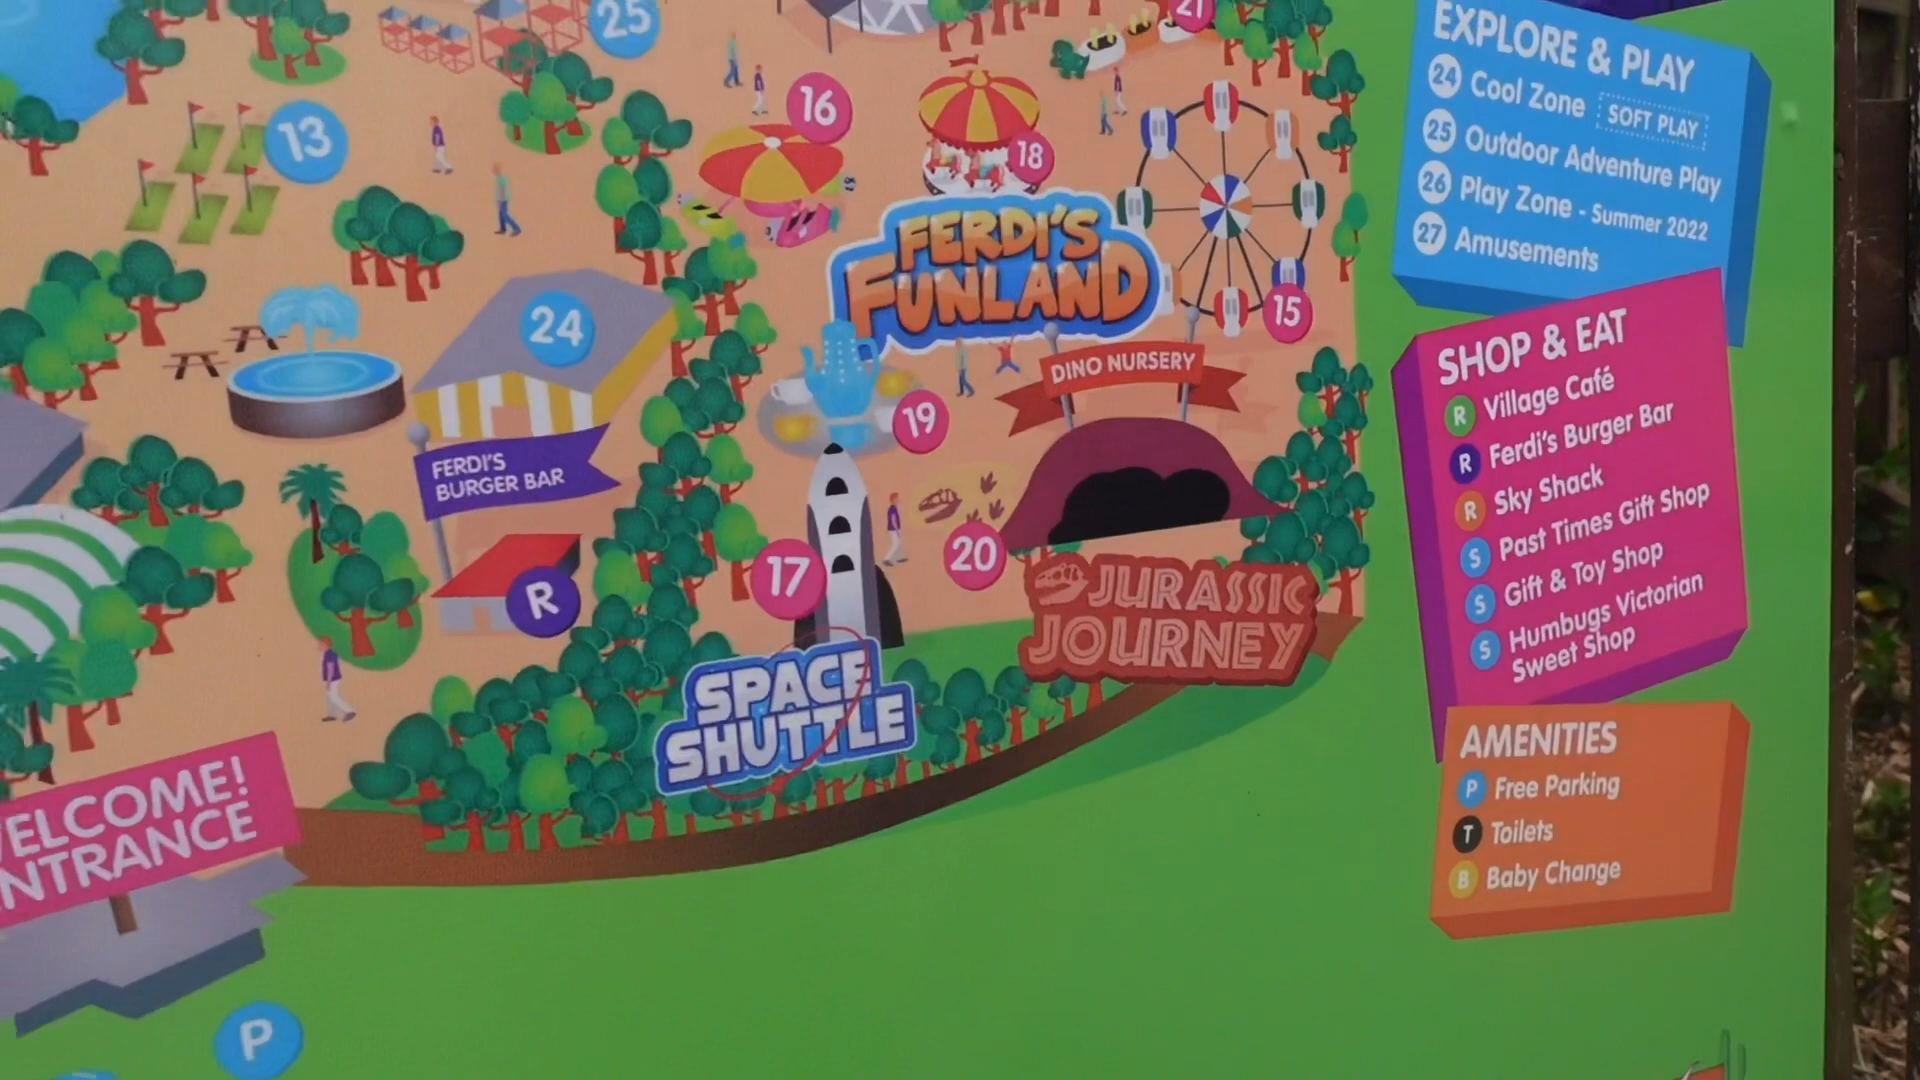 25
21
13
16
18
FERDI'S
FUNLAND
15
24
DINO NURSERY
19
FERDI'S
BURGER BAR
R
17
20
JURASSIC
JOURNEY
SPACE
SHUTTLE
WELCOME!
ENTRANCE
P
EXPLORE & PLAY
24 Cool Zone SOFT PLAY
25 Outdoor Adventure Play
26 Play Zone - Summer 2022
27 Amusements
SHOP & EAT
R Village Café
R Ferdi's Burger Bar
R Sky Shack
S Past Times Gift Shop
S Gift & Toy Shop
S Humbugs Victorian
Sweet Shop
AMENITIES
P Free Parking
T Toilets
B Baby Change